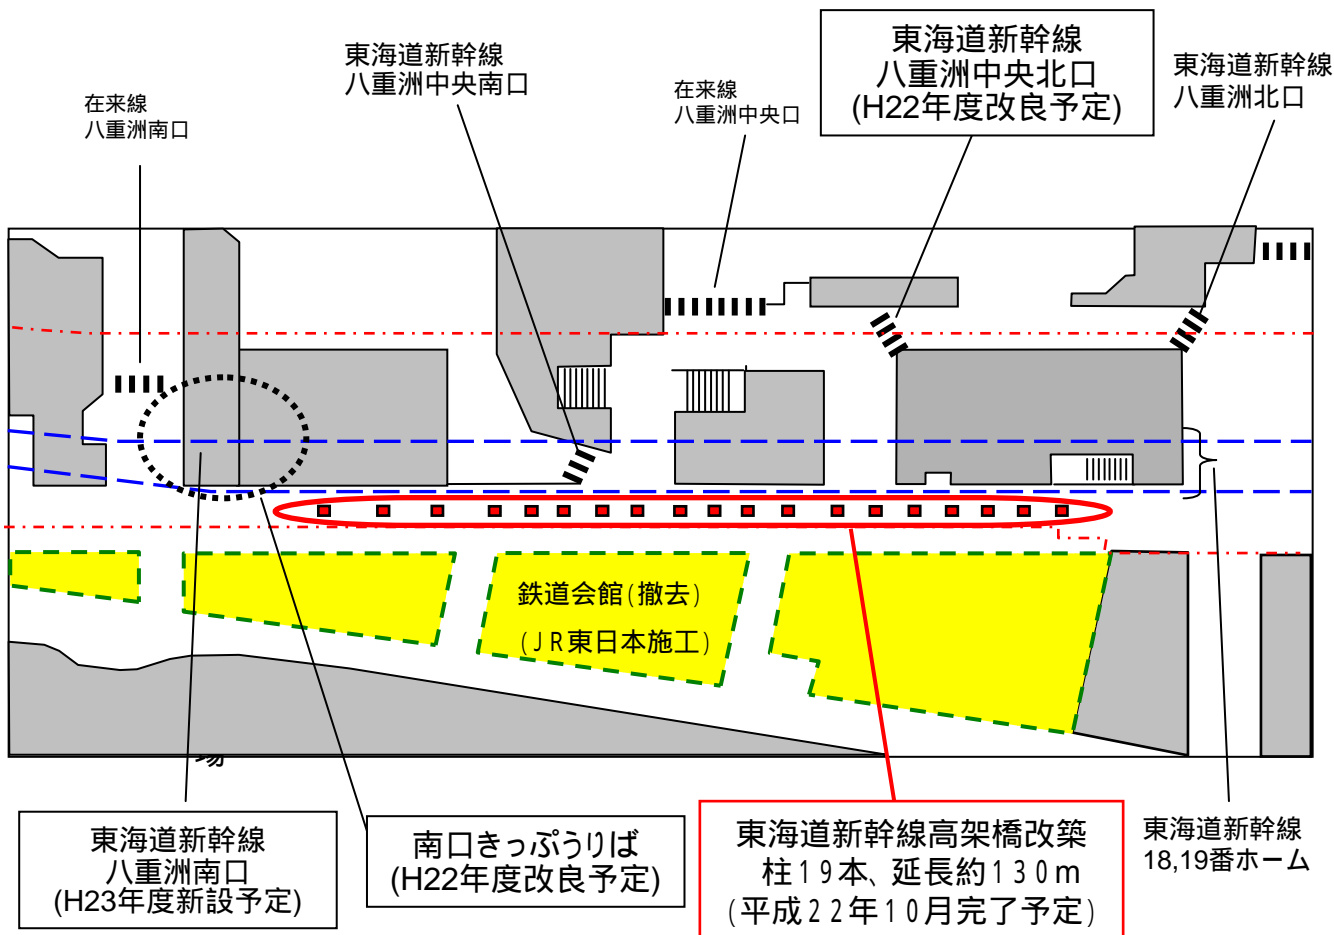 東海道新幹線
八重洲中央北口
(H22年度改良予定)
東海道新幹線
八重洲中央南口
東海道新幹線
八重洲北口
在来線
八重洲南口
在来線
八重洲中央口
鉄道会館(撤去)
(JR東日本施工)
場
東海道新幹線
八重洲南口
(H23年度新設予定)
南口きっぷうりば
(H22年度改良予定)
東海道新幹線高架橋改築
柱19本、延長約130m
(平成22年10月完了予定)
東海道新幹線
18,19番ホーム